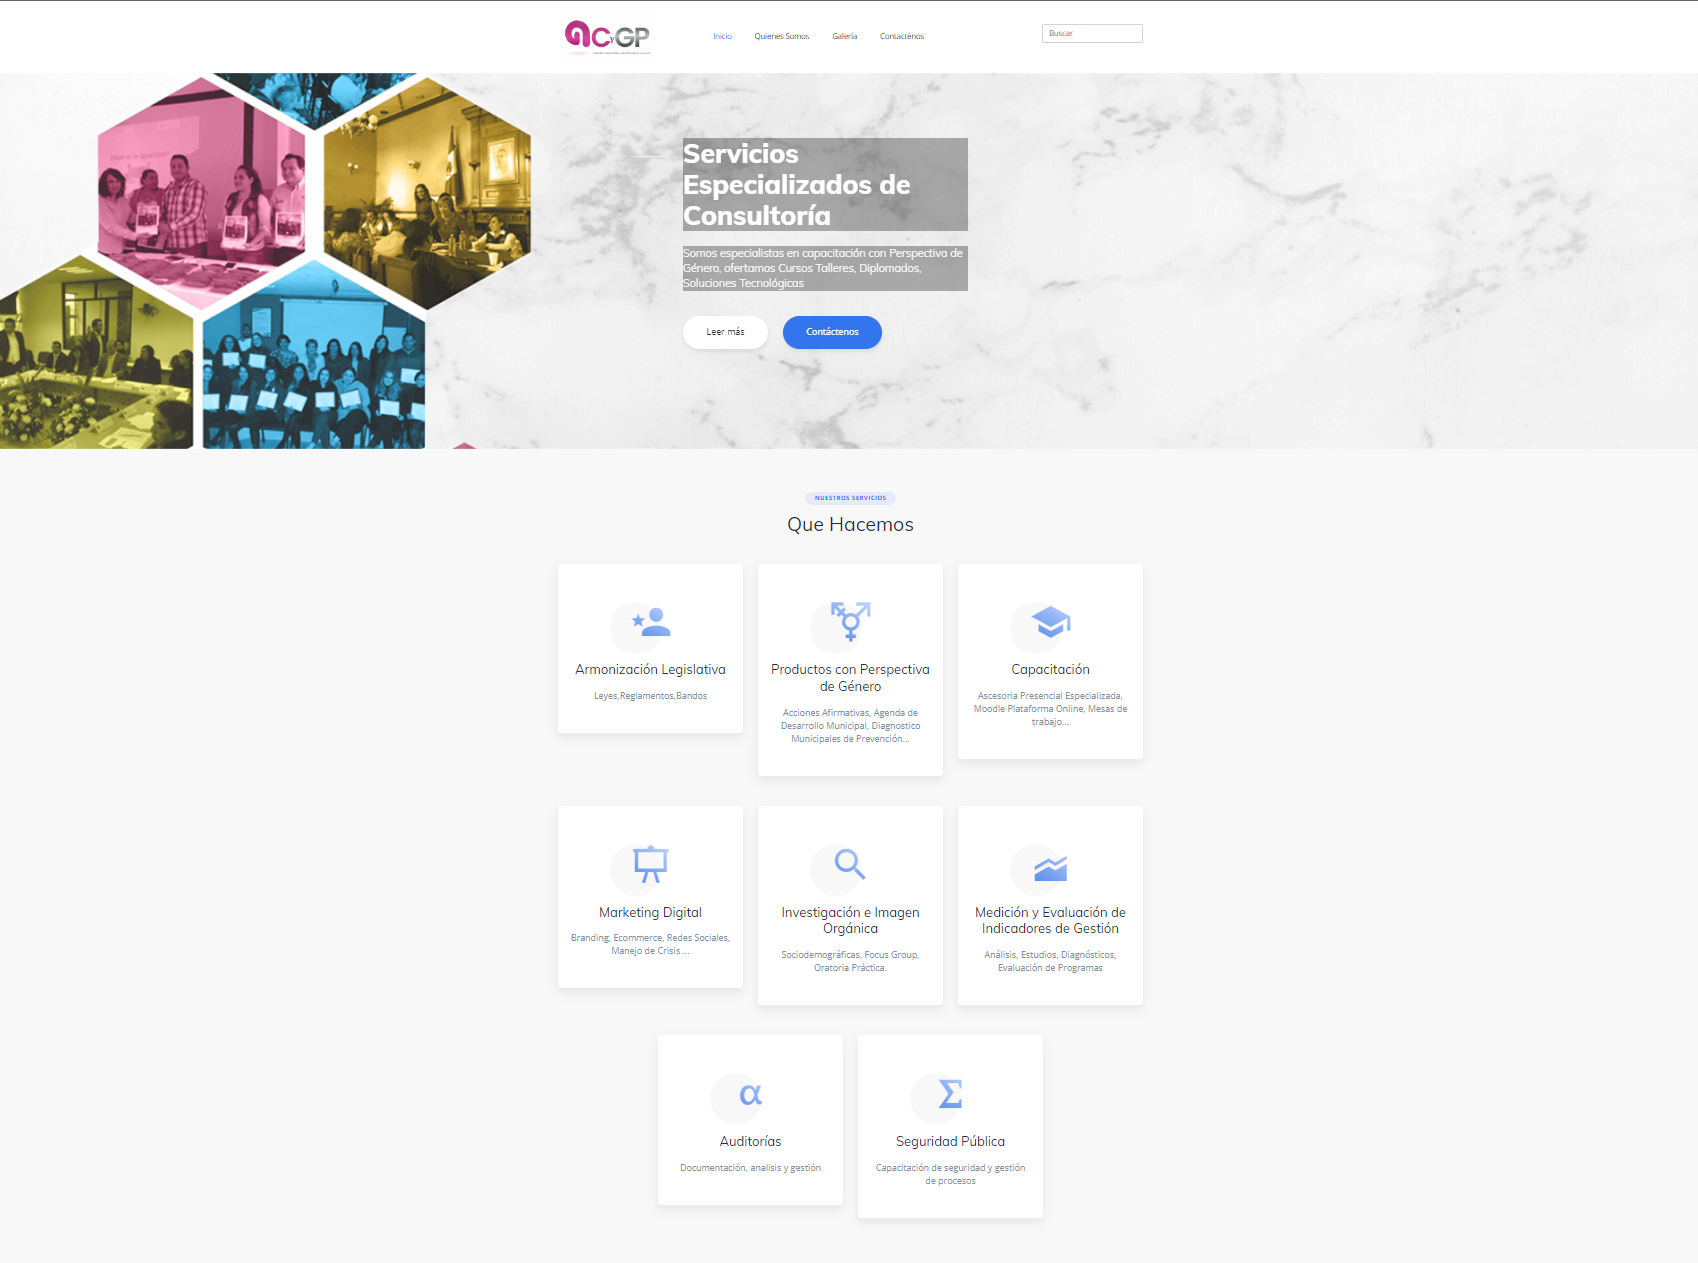 aCyGP
Inicio
Quienes Somos
Galería
Contacténos
Buscar
Servicios
Especializados de
Consultoría
Somos especialistas en capacitación con Perspectiva de
Género, ofertamos Cursos Talleres, Diplomados,
Soluciones Tecnológicas
Leer más
Contáctenos
NUESTROS SERVICIOS
Que Hacemos
Armonización Legislativa
Leyes,Reglamentos,Bandos
Productos con Perspectiva
de Género
Acciones Afirmativas, Agenda de
Desarrollo Municipal, Diagnostico
Municipales de Prevención...
Capacitación
Ascesoria Presencial Especializada,
Moodle Plataforma Online, Mesas de
trabajo...
Marketing Digital
Branding, Ecommerce, Redes Sociales,
Manejo de Crisis ...
Investigación e Imagen
Orgánica
Sociodemográficas, Focus Group,
Oratoria Práctica.
Medición y Evaluación de
Indicadores de Gestión
Análisis, Estudios, Diagnósticos,
Evaluación de Programas
α
Auditorías
Documentación, analisis y gestión
Σ
Seguridad Pública
Capacitación de seguridad y gestión
de procesos